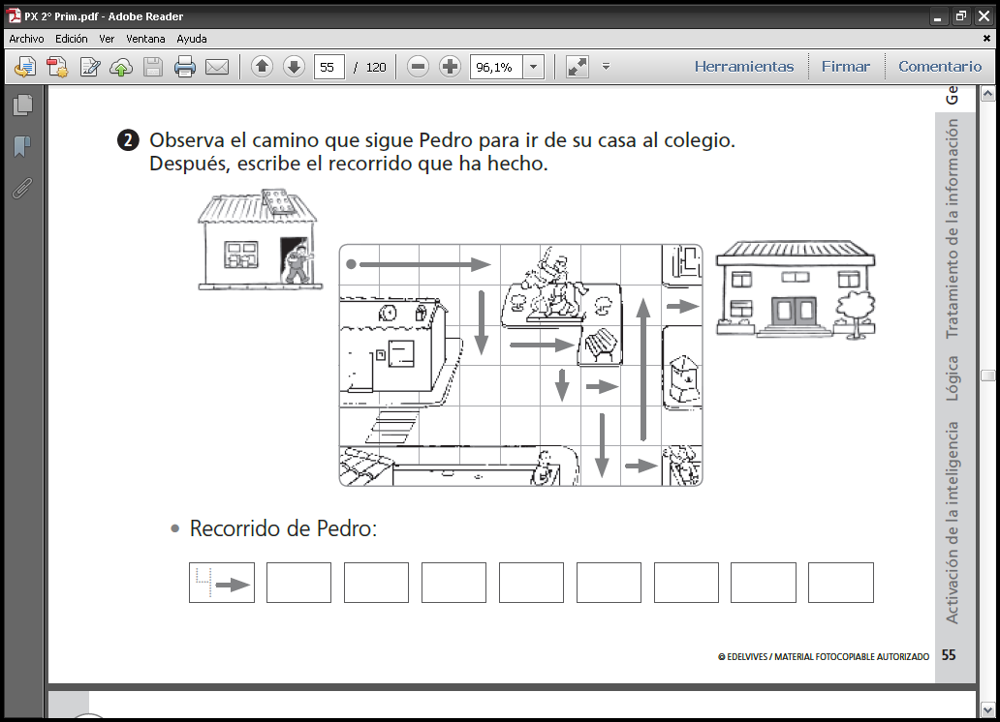 PX 2° Prim.pdf - Adobe Reader
Archivo Edición Ver Ventana Ayuda
55 / 120 96,1% Herramientas Firmar Comentario
2 Observa el camino que sigue Pedro para ir de su casa al colegio.
Después, escribe el recorrido que ha hecho.
• Recorrido de Pedro:
4
© EDELVIVES / MATERIAL FOTOCOPIABLE AUTORIZADO 55
Activación de la inteligencia Lógica Tratamiento de la información Ge